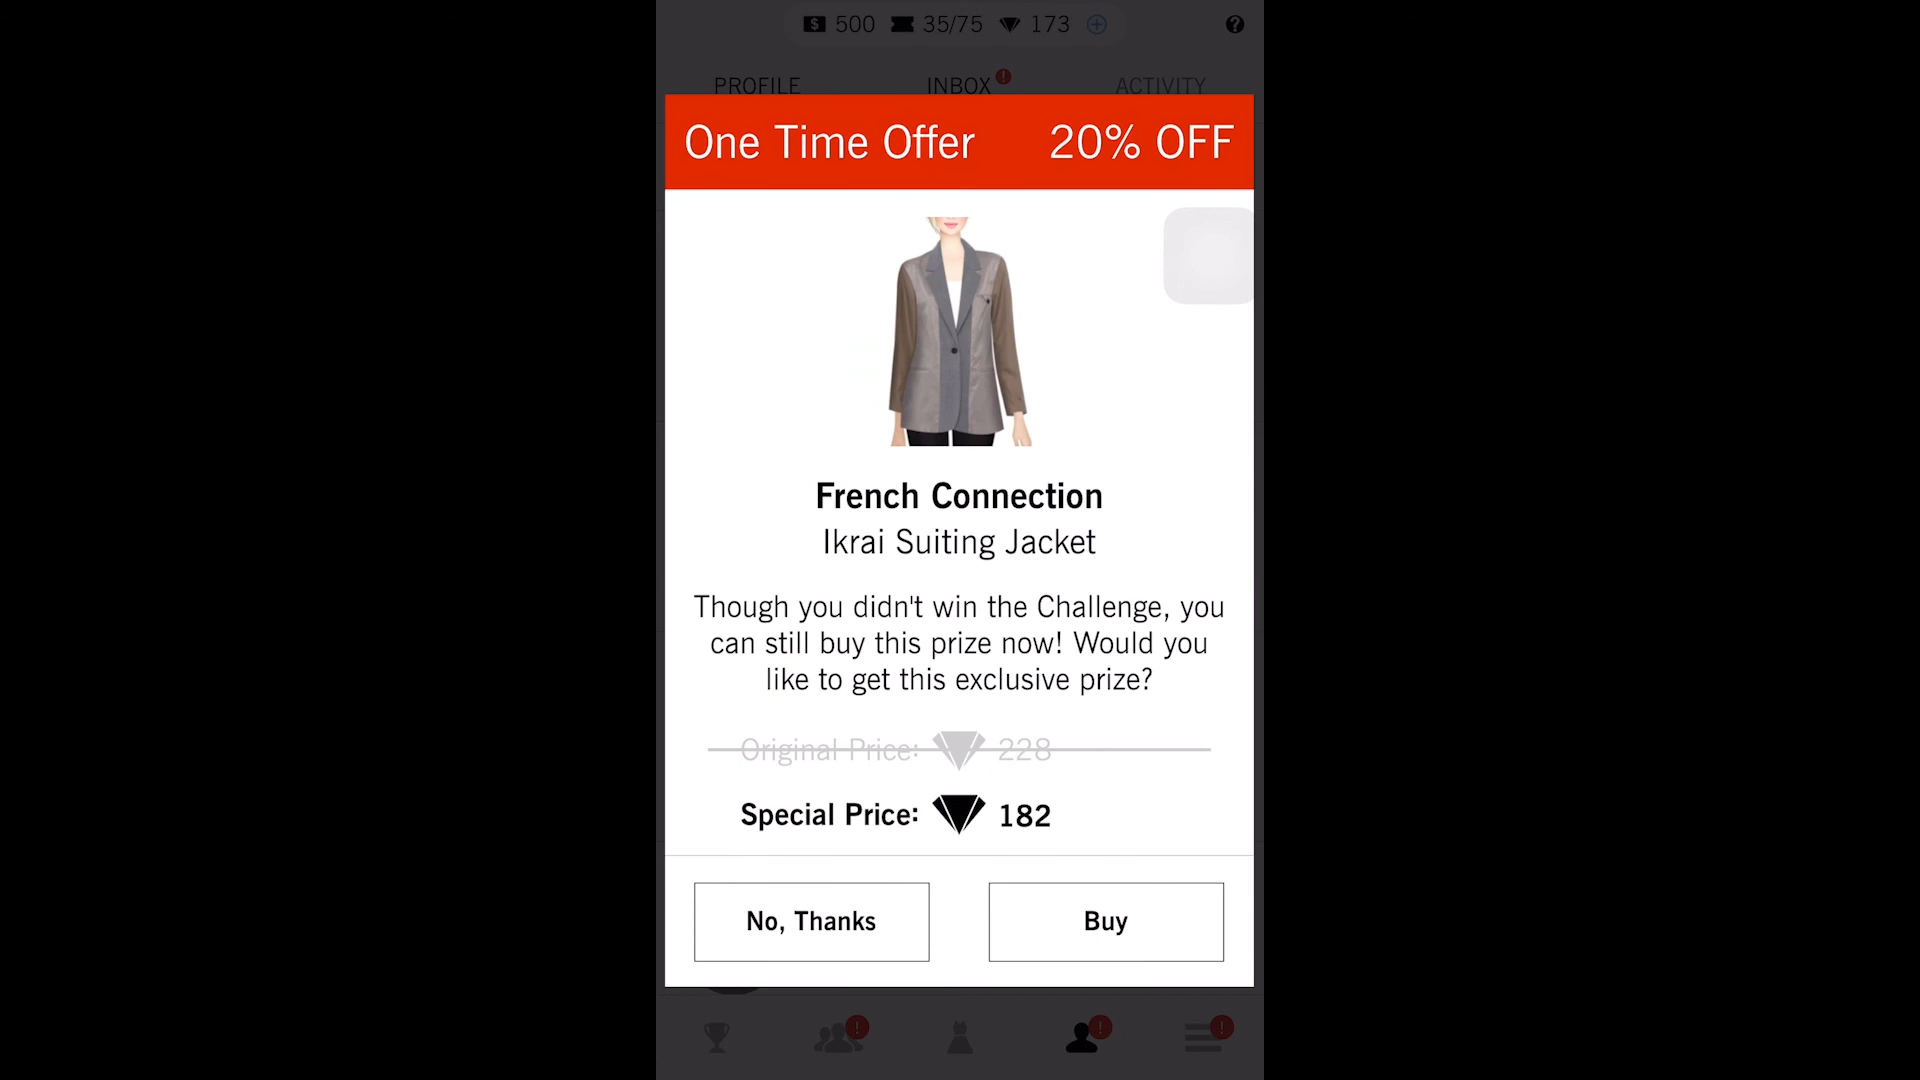 $ 500 35/75 173 + ?
PROFILE INBOX ! ACTIVITY
One Time Offer 20% OFF
French Connection
Ikrai Suiting Jacket
Though you didn't win the Challenge, you
can still buy this prize now! Would you
like to get this exclusive prize?
Original Price: 228
Special Price: 182
No, Thanks Buy
! ! !